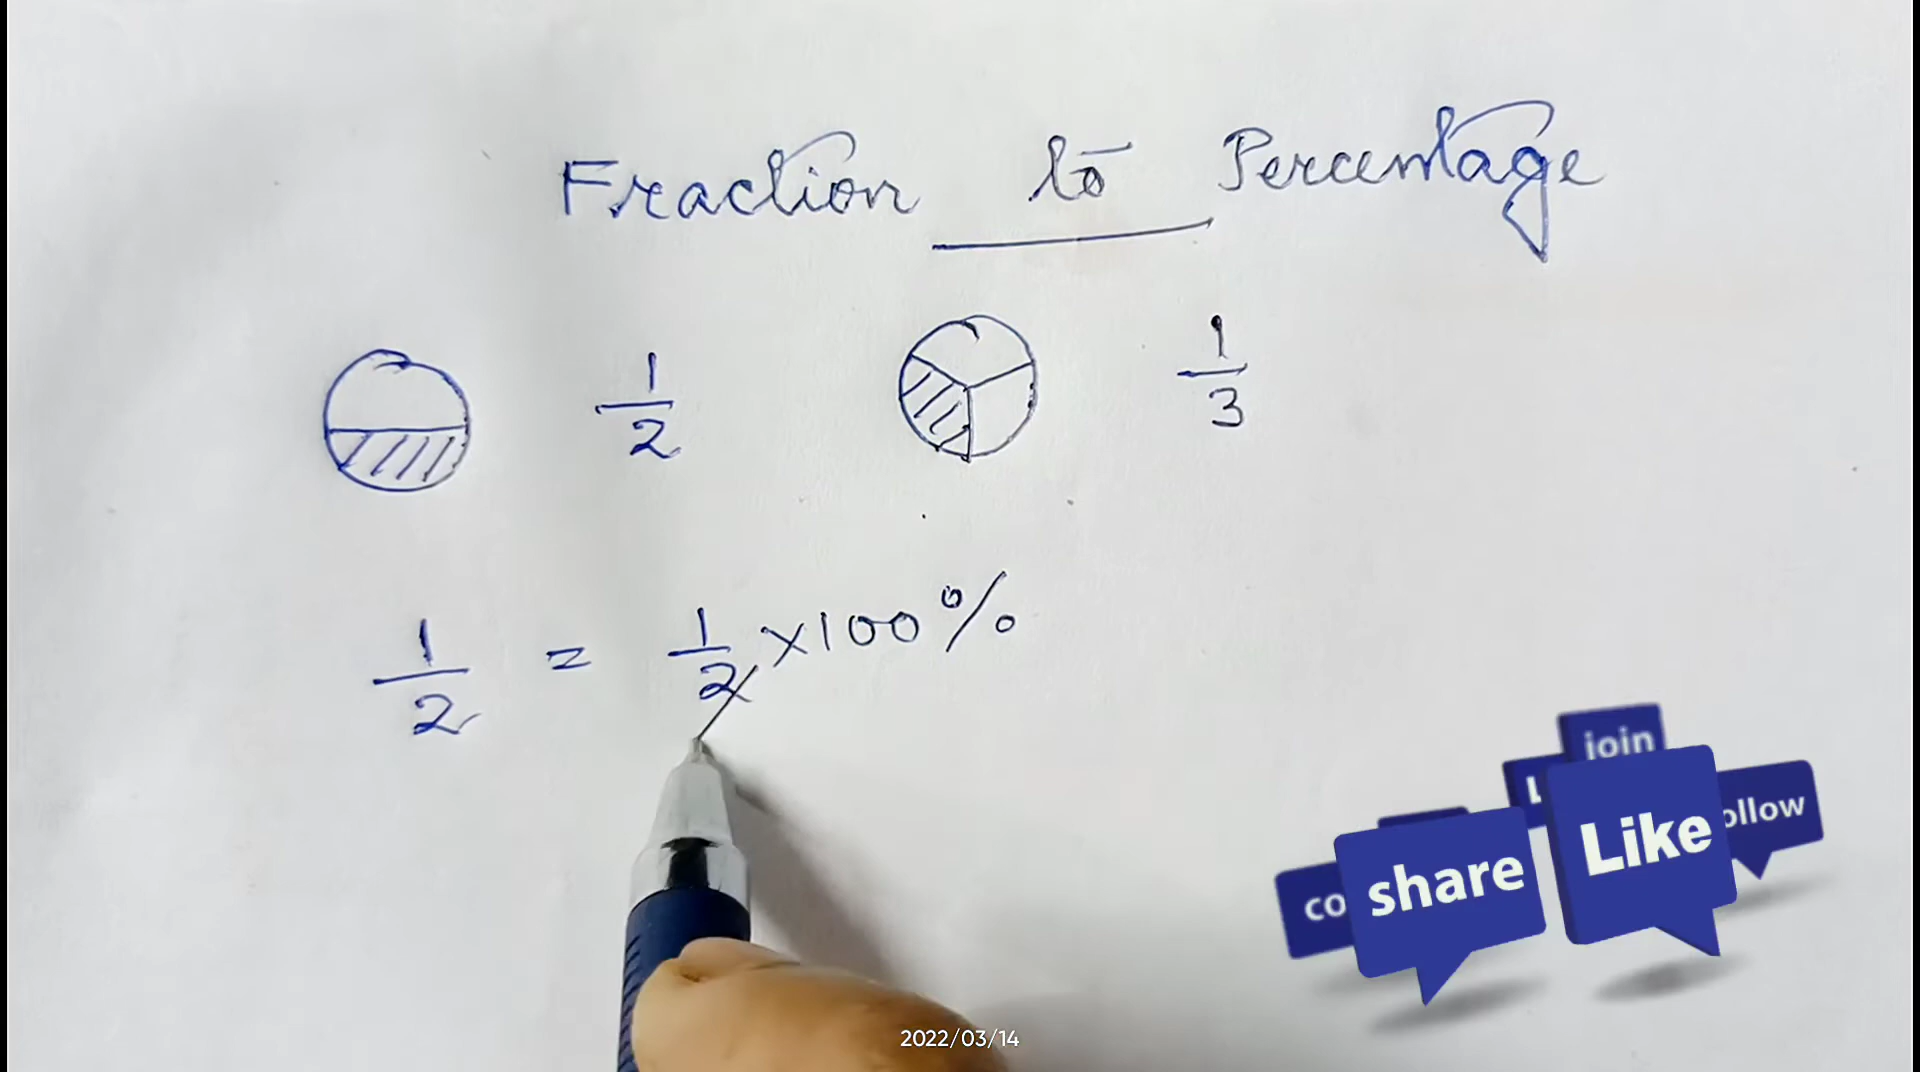 Fraction to Percentage
1/2 1/3
1/2 = 1/2 × 100%
join
L
Like
ollow
share
co
2022/03/14